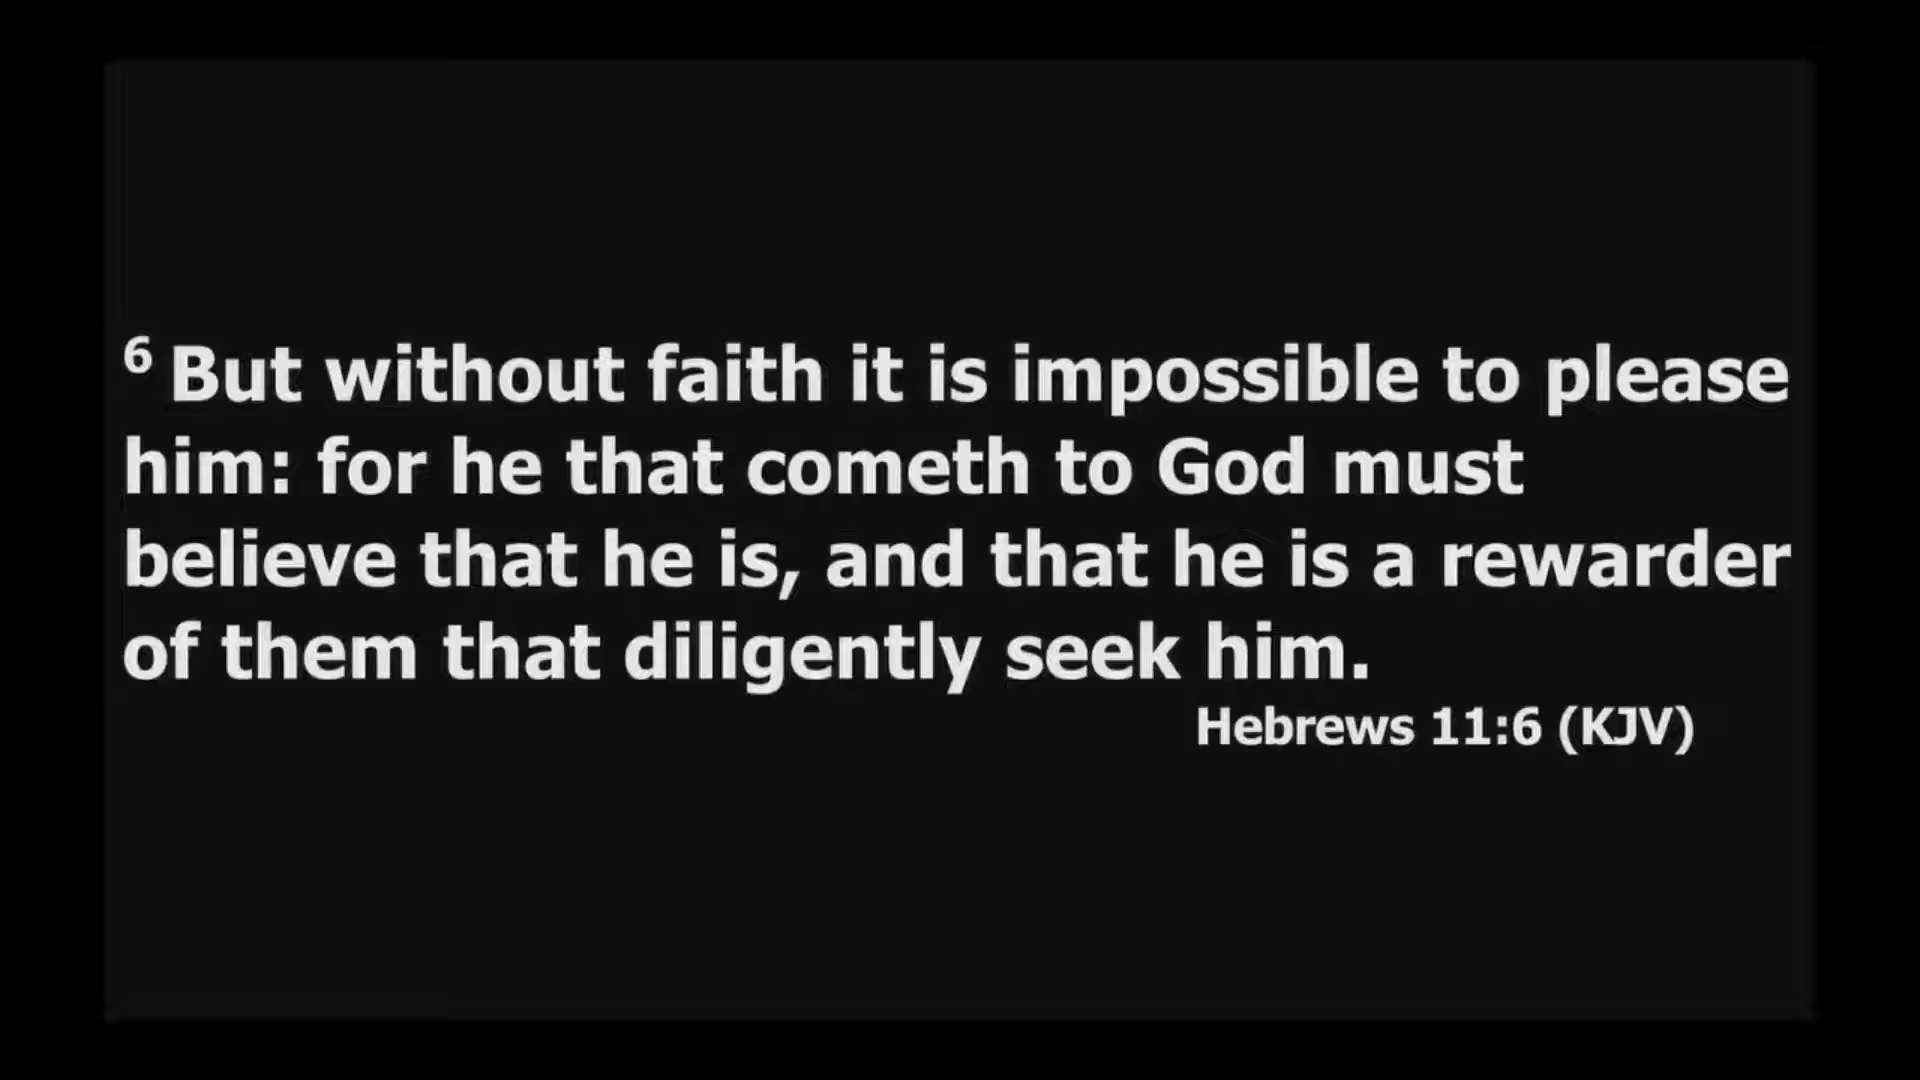 6 But without faith it is impossible to please
him: for he that cometh to God must
believe that he is, and that he is a rewarder
of them that diligently seek him.
Hebrews 11:6 (KJV)